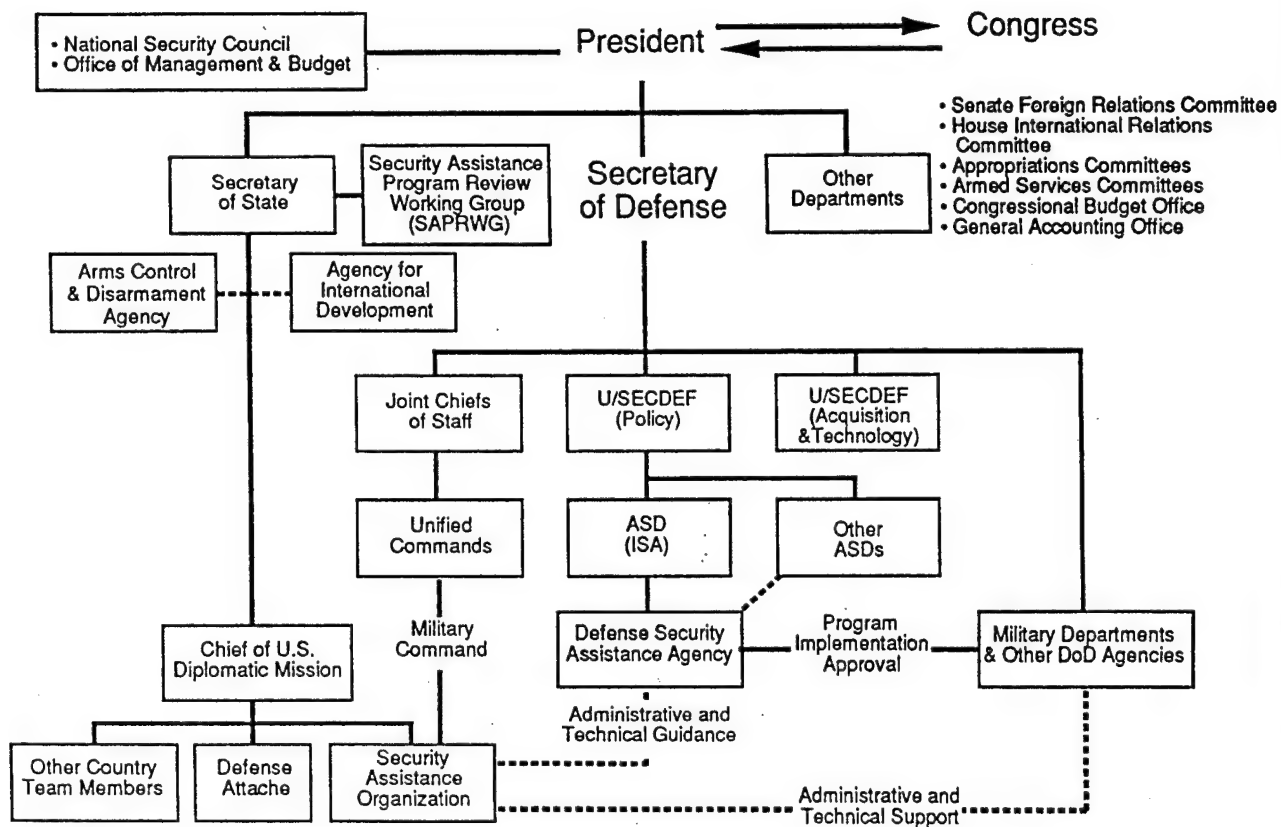 • National Security Council
• Office of Management & Budget
President
Congress
• Senate Foreign Relations Committee
• House International Relations
Committee
• Appropriations Committees
• Armed Services Committees
• Congressional Budget Office
• General Accounting Office
Secretary
of State
Security Assistance
Program Review
Working Group
(SAPRWG)
Secretary
of Defense
Other
Departments
Arms Control
& Disarmament
Agency
Agency for
International
Development
Joint Chiefs
of Staff
U/SECDEF
(Policy)
U/SECDEF
(Acquisition
&Technology)
Unified
Commands
ASD
(ISA)
Other
ASDs
Chief of U.S.
Diplomatic Mission
Military
Command
Defense Security
Assistance Agency
Program
Implementation
Approval
Military Departments
& Other DoD Agencies
Administrative and
Technical Guidance
Other Country
Team Members
Defense
Attache
Security
Assistance
Organization
Administrative and
Technical Support